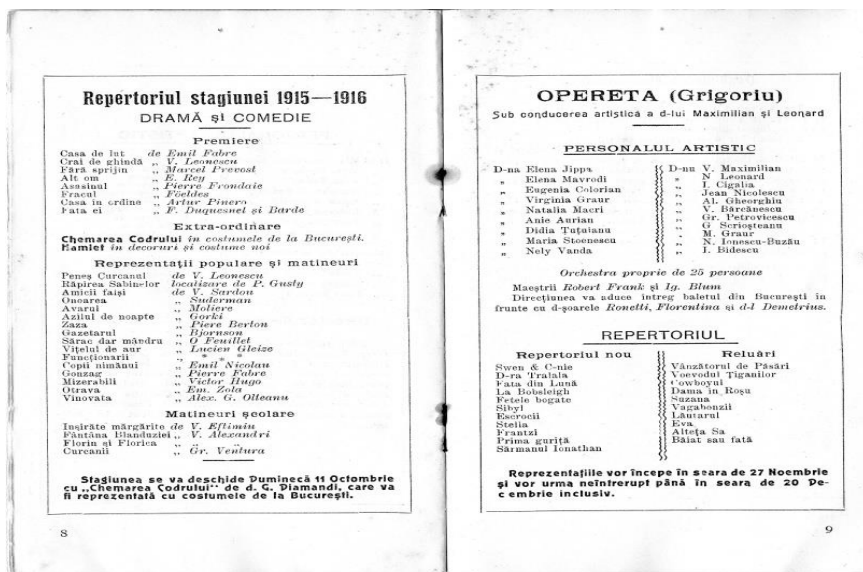 Repertoriul stagiunei 1915—1916
DRAMĂ și COMEDIE
Premiere
Casa de lut de Emil Fabre
Crai de ghindă „ V. Leonescu
Fără sprijin „ Marcel Prevost
Alt om „ E. Rey
Asasinul „ Pierre Frondaie
Fracul „ Föeldes
Casa in ordine „ Artur Pinero
Fata ei „ F. Duquesnel și Barde
Extra-ordinare
Chemarea Codrului in costumele de la București.
Hamlet in decoruri și costume noi
Reprezentații populare și matineuri
Peneș Curcanul de V. Leonescu
Răpirea Sabinelor localizare de P. Gusty
Amicii falși de V. Sardou
Onoarea „ Suderman
Avarul „ Moliere
Azilul de noapte „ Gorki
Zaza „ Piere Berton
Gazetarul „ Bjornson
Sărac dar mândru „ O Feuillet
Vițelul de aur „ Lucien Gleize
Funcționarii „ * * *
Copii nimănui „ Emil Nicolau
Gonzag „ Pierre Fabre
Mizerabili „ Victor Hugo
Otrava „ Em. Zola
Vinovata „ Alex. G. Olleanu
Matineuri școlare
Inșirăte mărgărite de V. Eftimiu
Fântâna Blanduziei „ V. Alexandri
Florin și Florica „ „
Curcanii „ Gr. Ventura
Stagiunea se va deschide Duminecă 11 Octombrie
cu „Chemarea Codrului" de d. G. Diamandi, care va
fi reprezentată cu costumele de la București.
8
OPERETA (Grigoriu)
Sub conducerea artistică a d-lui Maximilian și Leonard
PERSONALUL ARTISTIC
D-na Elena Jippa
„ Elena Mavrodi
„ Eugenia Colorian
„ Virginia Graur
„ Natalia Macri
„ Anie Aurian
„ Didia Tuțuianu
„ Maria Stoenescu
„ Nely Vanda
D-nu V. Maximilian
„ N Leonard
„ I. Cigalia
„ Jean Nicolescu
„ Al. Gheorghiu
„ V. Bârcănescu
„ Gr. Petrovicescu
„ G Scrioșteanu
„ M. Graur
„ N. Ionescu-Buzău
„ I. Bidescu
Orchestra proprie de 25 persoane
Maeștrii Robert Frank și Ig. Blum
Direcțiunea va aduce întreg baletul din București în
frunte cu d-șoarele Ronetti, Florentina și d-l Demetrius.
REPERTORIUL
Repertoriul nou
Swen & C-nie
D-ra Tralala
Fata din Lună
La Bobsleigh
Fetele bogate
Sibyl
Escrocii
Stelia
Frantzi
Prima guriță
Sărmanul Ionathan
Reluări
Vânzătorul de Păsări
Voevodul Țiganilor
Cowboyul
Dama in Roșu
Suzana
Vagabonzii
Lăutarul
Eva
Alteța Sa
Băiat sau fată
Reprezentațiile vor începe în seara de 27 Noembrie
și vor urma neîntrerupt până în seara de 20 De-
cembrie inclusiv.
9